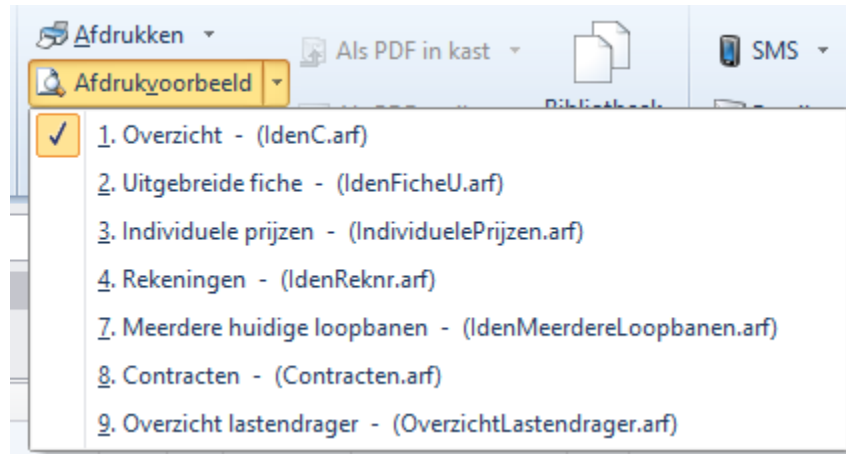 Afdrukken
Als PDF in kast
SMS
Afdrukvoorbeeld
Bibliotheek
1. Overzicht - (IdenC.arf)
2. Uitgebreide fiche - (IdenFicheU.arf)
3. Individuele prijzen - (IndividuelePrijzen.arf)
4. Rekeningen - (IdenReknr.arf)
7. Meerdere huidige loopbanen - (IdenMeerdereLoopbanen.arf)
8. Contracten - (Contracten.arf)
9. Overzicht lastendrager - (OverzichtLastendrager.arf)